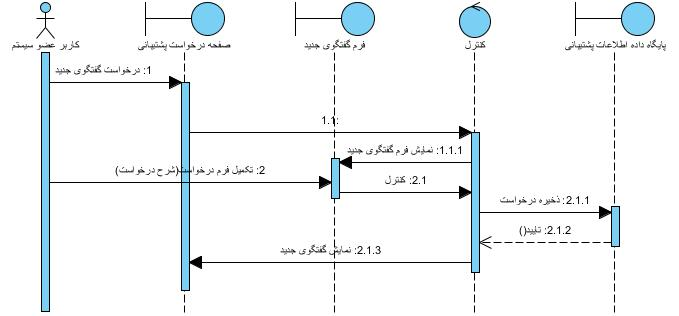 کاربر عضو سیستم
صفحه درخواست پشتیبانی
فرم گفتگوی جدید
کنترل
پایگاه داده اطلاعات پشتیبانی
1: درخواست گفتگوی جدید
1.1:
1.1.1: نمایش فرم گفتگوی جدید
2: تکمیل فرم درخواست(شرح درخواست)
2.1: کنترل
2.1.1: ذخیره درخواست
2.1.2: تایید()
2.1.3: نمایش گفتگوی جدید